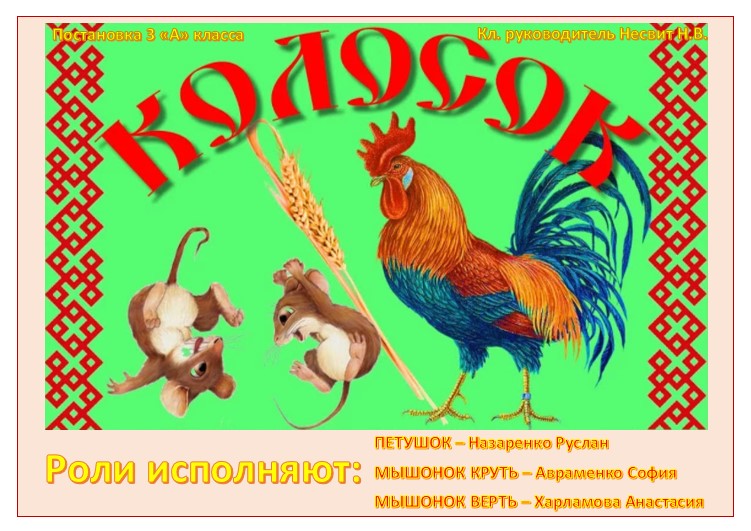 Постановка 3 «А» класса
Кл. руководитель Несвит Н.В.
КОЛОСОК
Роли исполняют:
ПЕТУШОК – Назаренко Руслан
МЫШОНОК КРУТЬ – Авраменко София
МЫШОНОК ВЕРТЬ – Харламова Анастасия